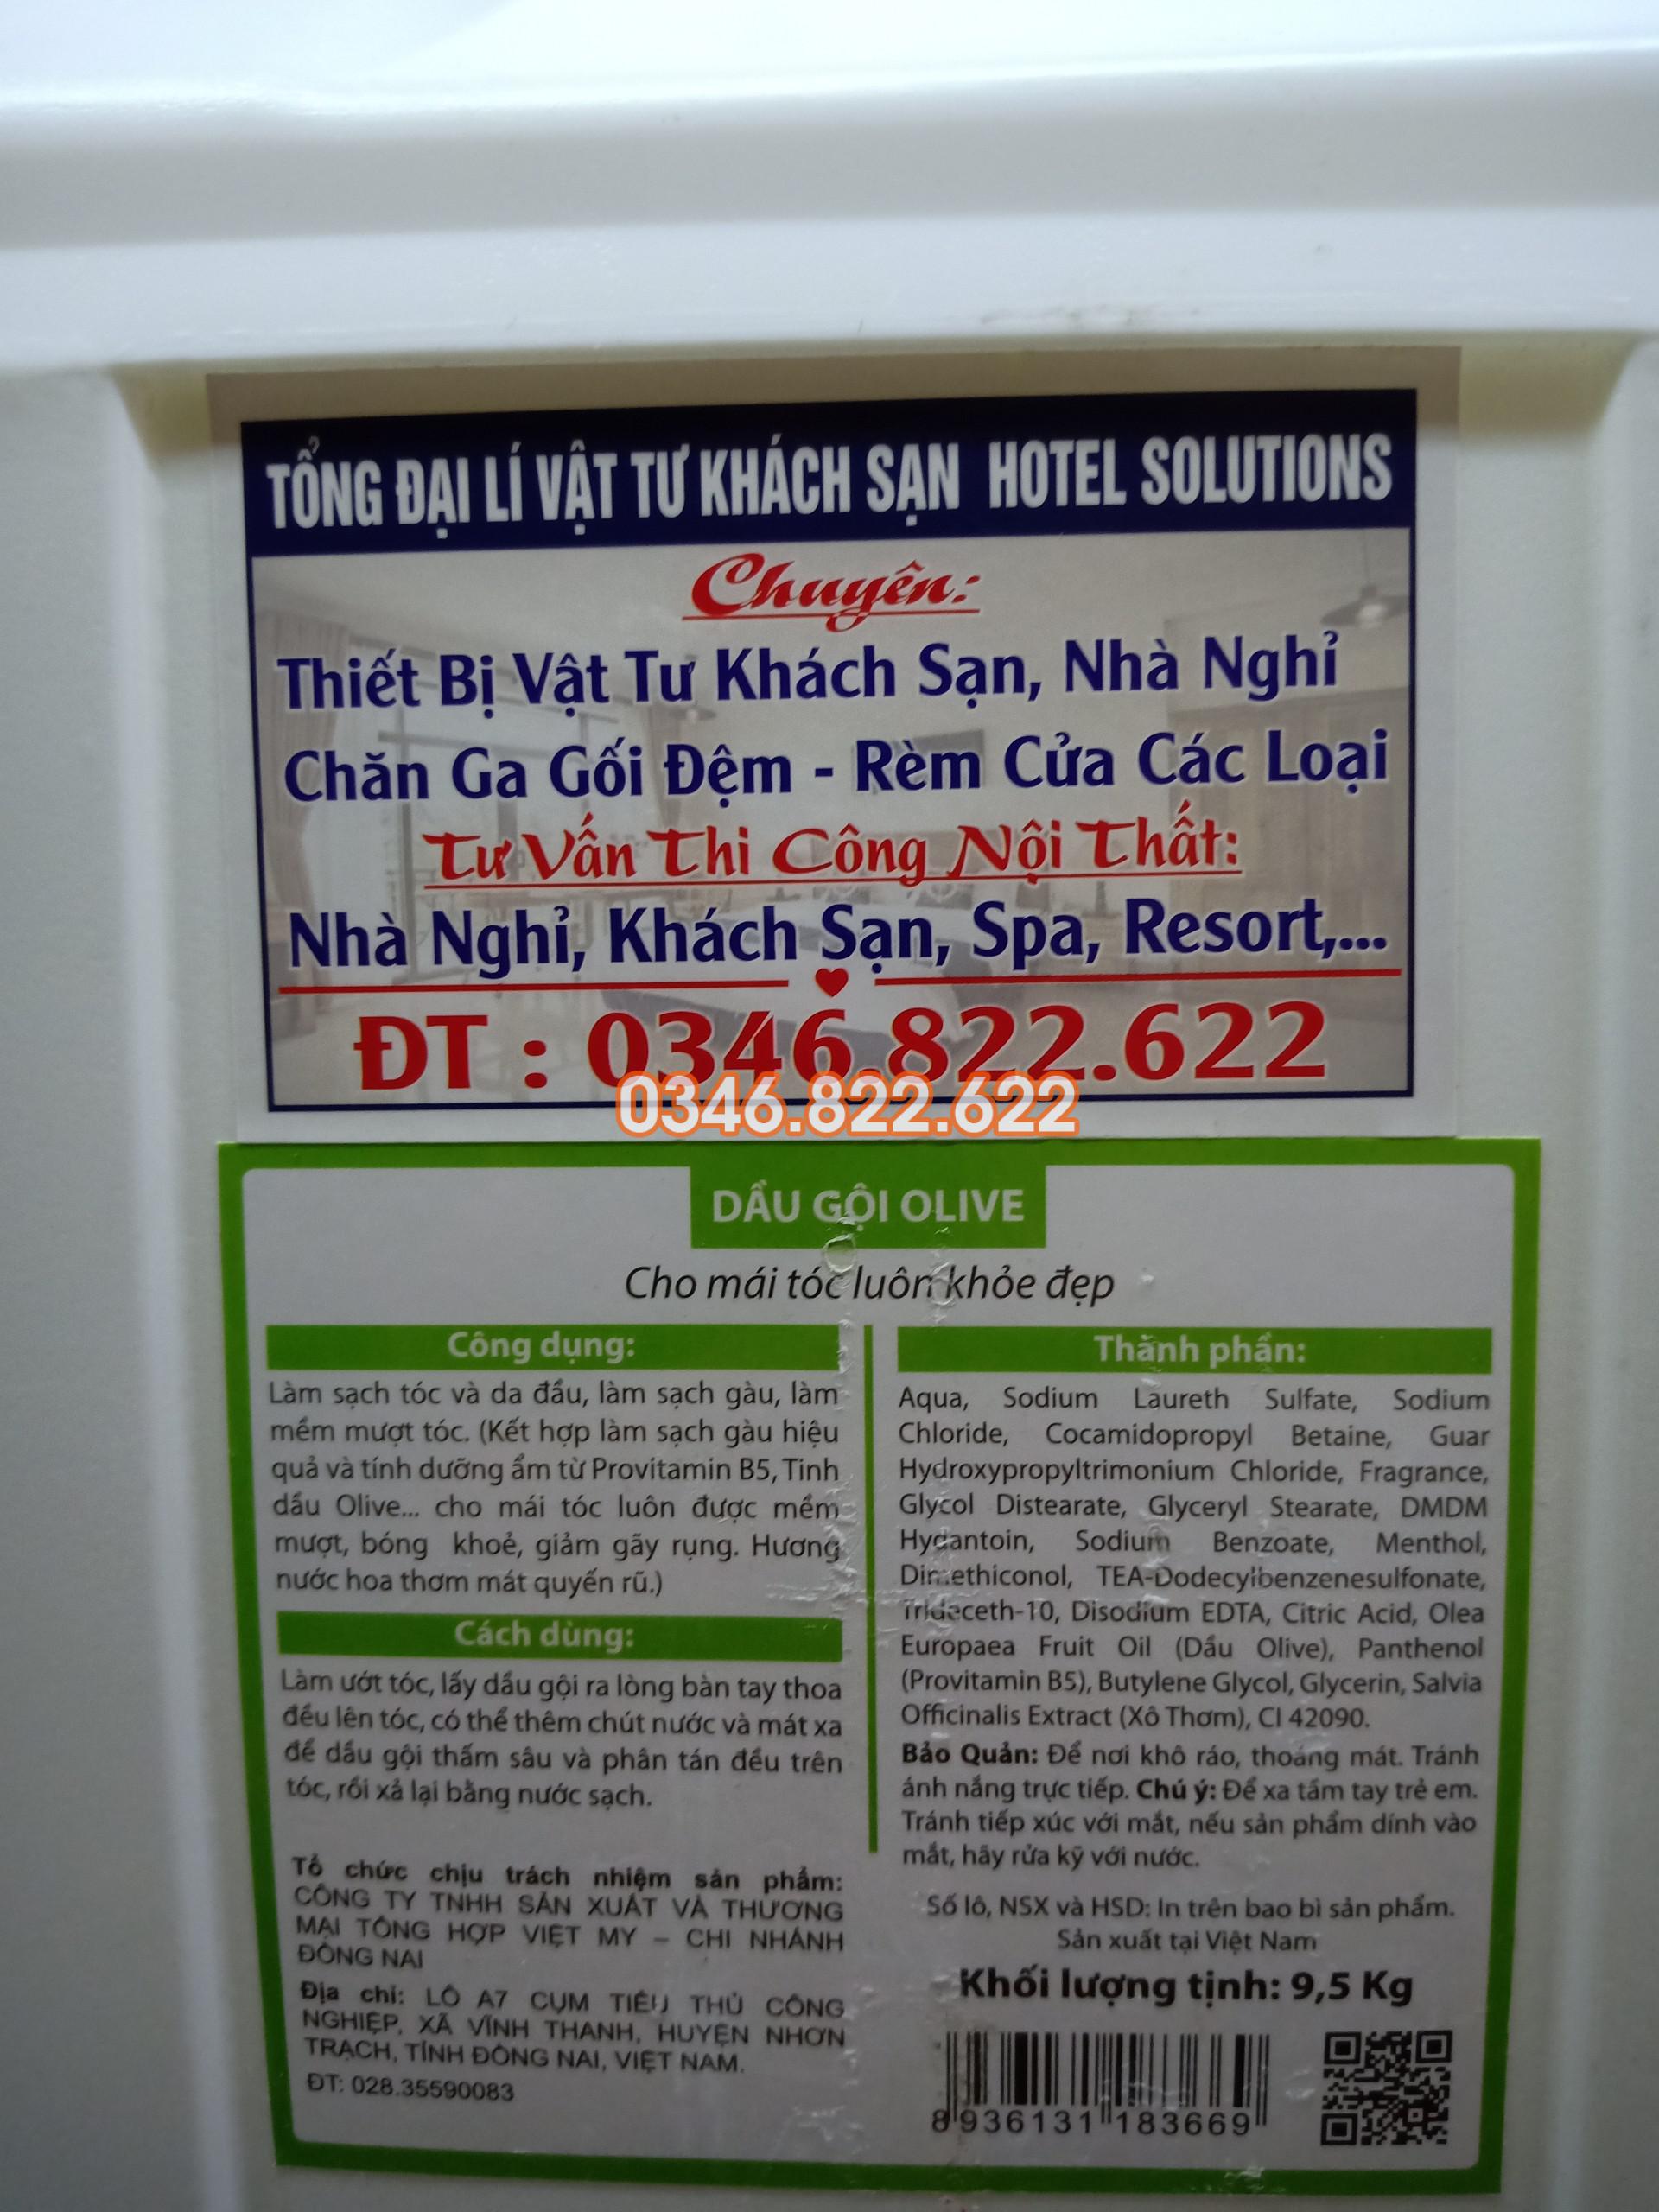 TỔNG ĐẠI LÍ VẬT TƯ KHÁCH SẠN HOTEL SOLUTIONS
Chuyên:
Thiết Bị Vật Tư Khách Sạn, Nhà Nghỉ
Chăn Ga Gối Đệm - Rèm Cửa Các Loại
Tư Vấn Thi Công Nội Thất:
Nhà Nghỉ, Khách Sạn, Spa, Resort,...
ĐT : 0346.822.622
0346.822.622
DẦU GỘI OLIVE
Cho mái tóc luôn khỏe đẹp
Công dụng:
Làm sạch tóc và da đầu, làm sạch gàu, làm
mềm mượt tóc. (Kết hợp làm sạch gàu hiệu
quả và tính dưỡng ẩm từ Provitamin B5, Tinh
dầu Olive... cho mái tóc luôn được mềm
mượt, bóng khoẻ, giảm gãy rụng. Hương
nước hoa thơm mát quyến rũ.)
Cách dùng:
Làm ướt tóc, lấy dầu gội ra lòng bàn tay thoa
đều lên tóc, có thể thêm chút nước và mát xa
để dầu gội thấm sâu và phân tán đều trên
tóc, rồi xả lại bằng nước sạch.
Tổ chức chịu trách nhiệm sản phẩm:
CÔNG TY TNHH SẢN XUẤT VÀ THƯƠNG
MẠI TỔNG HỢP VIỆT MY – CHI NHÁNH
ĐỒNG NAI
Địa chỉ: LÔ A7 CỤM TIỂU THỦ CÔNG
NGHIỆP, XÃ VĨNH THANH, HUYỆN NHƠN
TRẠCH, TỈNH ĐỒNG NAI, VIỆT NAM.
ĐT: 028.35590083
Thành phần:
Aqua, Sodium Laureth Sulfate, Sodium
Chloride, Cocamidopropyl Betaine, Guar
Hydroxypropyltrimonium Chloride, Fragrance,
Glycol Distearate, Glyceryl Stearate, DMDM
Hydantoin, Sodium Benzoate, Menthol,
Dimethiconol, TEA-Dodecylbenzenesulfonate,
Trideceth-10, Disodium EDTA, Citric Acid, Olea
Europaea Fruit Oil (Dầu Olive), Panthenol
(Provitamin B5), Butylene Glycol, Glycerin, Salvia
Officinalis Extract (Xô Thơm), CI 42090.
Bảo Quản: Để nơi khô ráo, thoáng mát. Tránh
ánh nắng trực tiếp. Chú ý: Để xa tầm tay trẻ em.
Tránh tiếp xúc với mắt, nếu sản phẩm dính vào
mắt, hãy rửa kỹ với nước.
Số lô, NSX và HSD: In trên bao bì sản phẩm.
Sản xuất tại Việt Nam
Khối lượng tịnh: 9,5 Kg
8 936131 183669